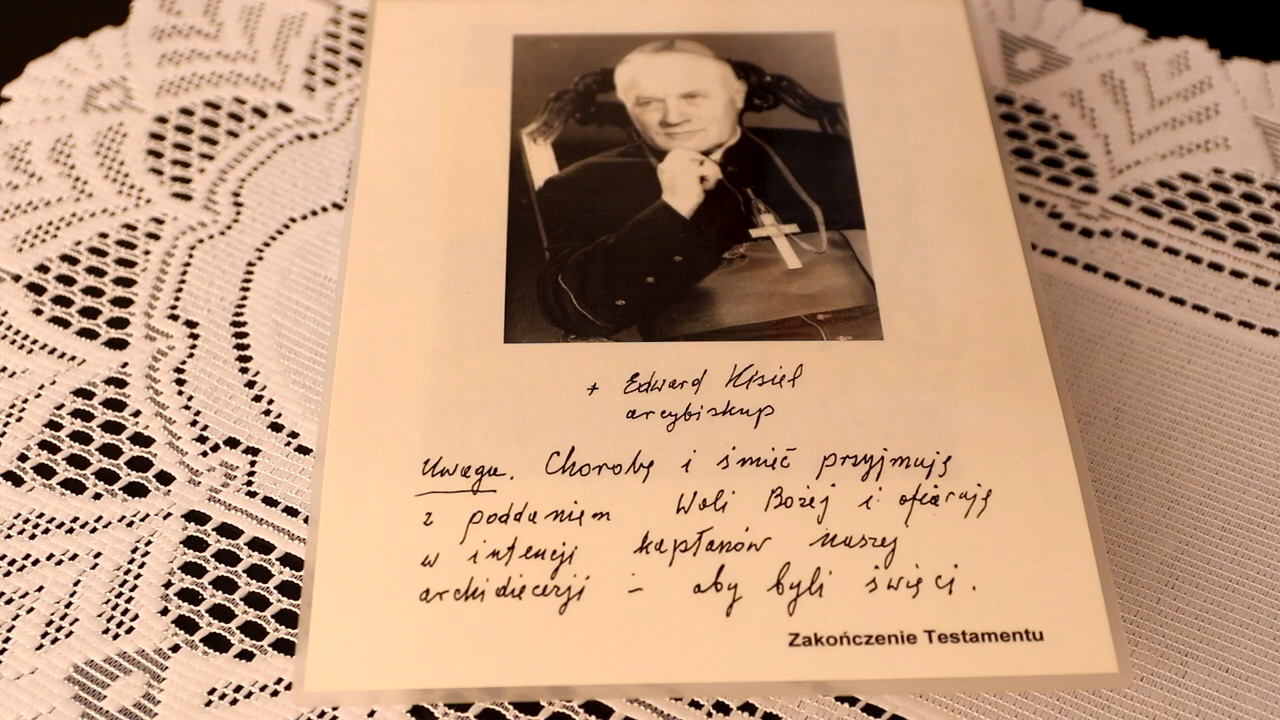 + Edward Kisiel
arcybiskup
Uwaga. Chorobę i śmieć przyjmuję
z poddaniem Woli Bożej i ofiaruję
w intencji kapłanów naszej
archidiecezji – aby byli święci.
Zakończenie Testamentu